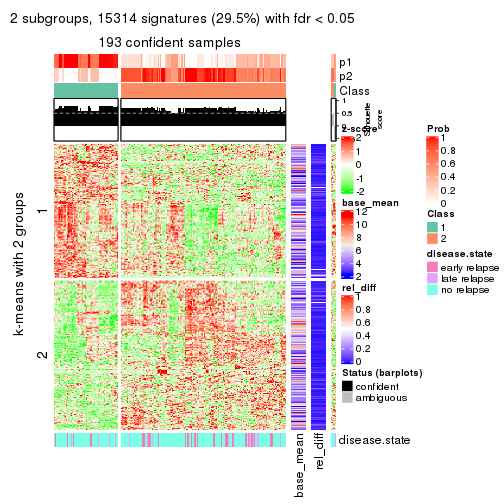 2 subgroups, 15314 signatures (29.5%) with fdr < 0.05
193 confident samples
p1
p2
Class
1
0.5
0
Silhouette
score
k-means with 2 groups
1
2
z-score
2
1
0
-1
-2
base_mean
12
10
8
6
4
2
rel_diff
1
0.8
0.6
0.4
0.2
0
Status (barplots)
confident
ambiguous
Prob
1
0.8
0.6
0.4
0.2
0
Class
1
2
disease.state
early relapse
late relapse
no relapse
disease.state
base_mean
rel_diff